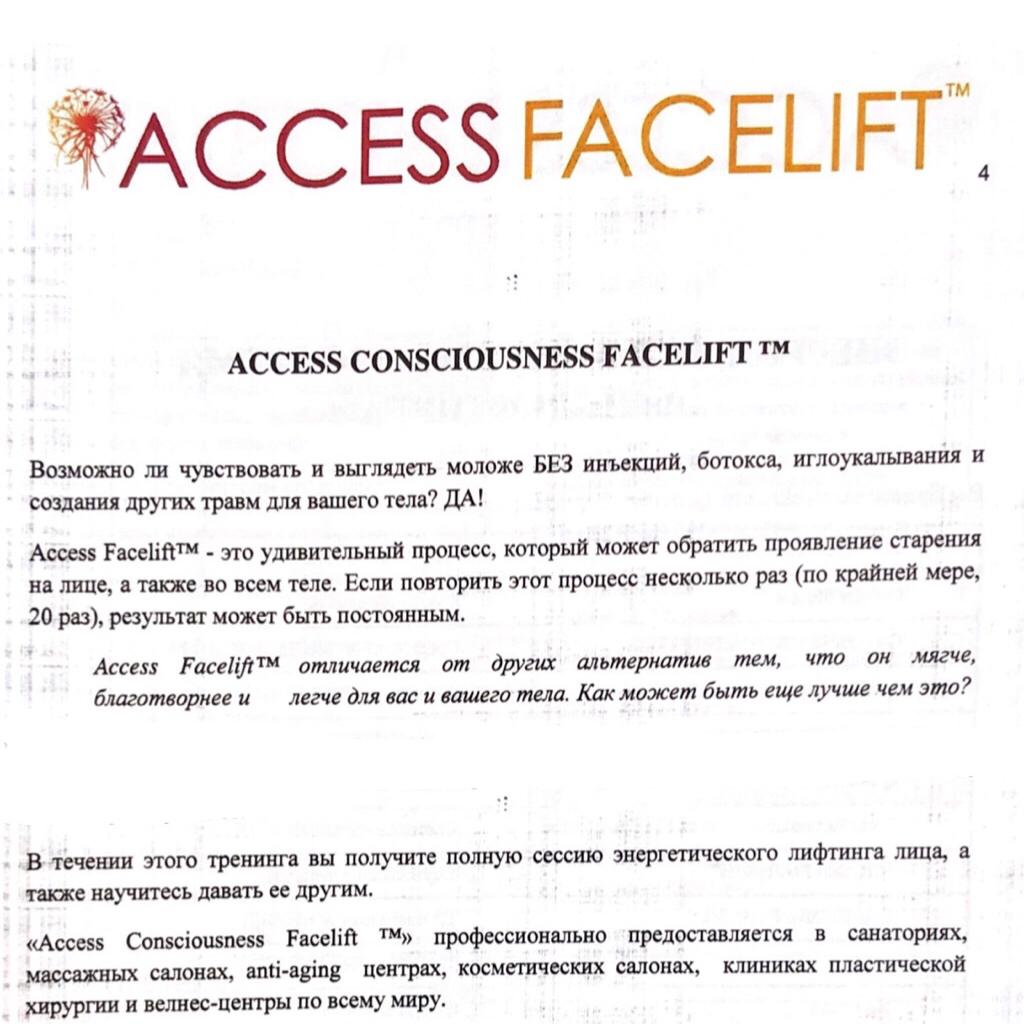 ACCESS FACELIFT™
4
ACCESS CONSCIOUSNESS FACELIFT ™
Возможно ли чувствовать и выглядеть моложе БЕЗ инъекций, ботокса, иглоукалывания и
создания других травм для вашего тела? ДА!
Access Facelift™ - это удивительный процесс, который может обратить проявление старения
на лице, а также во всем теле. Если повторить этот процесс несколько раз (по крайней мере,
20 раз), результат может быть постоянным.
Access Facelift™ отличается от других альтернатив тем, что он мягче,
благотворнее и легче для вас и вашего тела. Как может быть еще лучше чем это?
В течении этого тренинга вы получите полную сессию энергетического лифтинга лица, а
также научитесь давать ее другим.
«Access Consciousness Facelift ™» профессионально предоставляется в санаториях,
массажных салонах, anti-aging центрах, косметических салонах, клиниках пластической
хирургии и велнес-центры по всему миру.